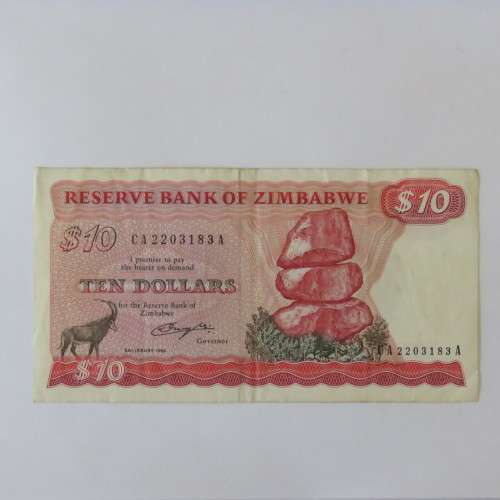 RESERVE BANK OF ZIMBABWE
$10
$10 CA2203183A
I promise to pay
the bearer on demand
TEN DOLLARS
for the Reserve Bank of
Zimbabwe
Governor
CA2203183A
$10